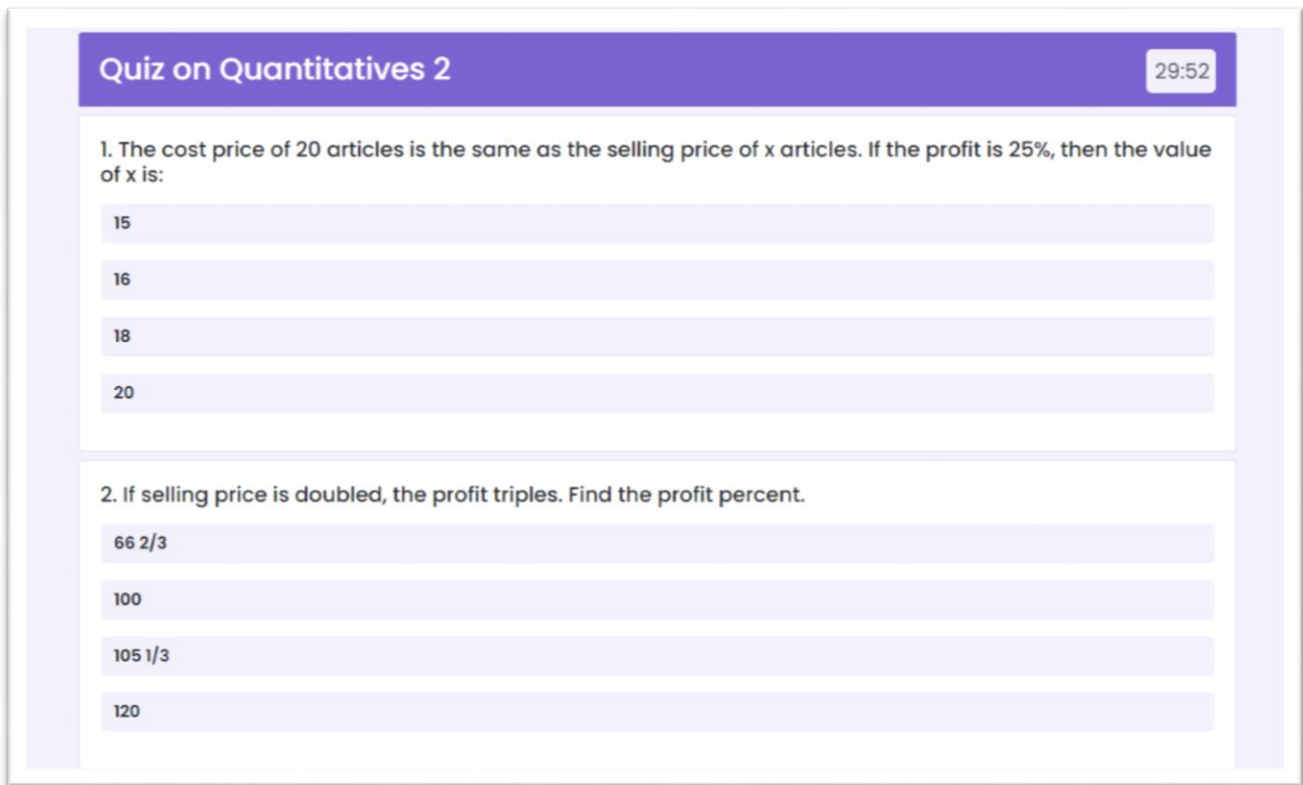 Quiz on Quantitatives 2
29:52
1. The cost price of 20 articles is the same as the selling price of x articles. If the profit is 25%, then the value
of x is:
15
16
18
20
2. If selling price is doubled, the profit triples. Find the profit percent.
66 2/3
100
105 1/3
120